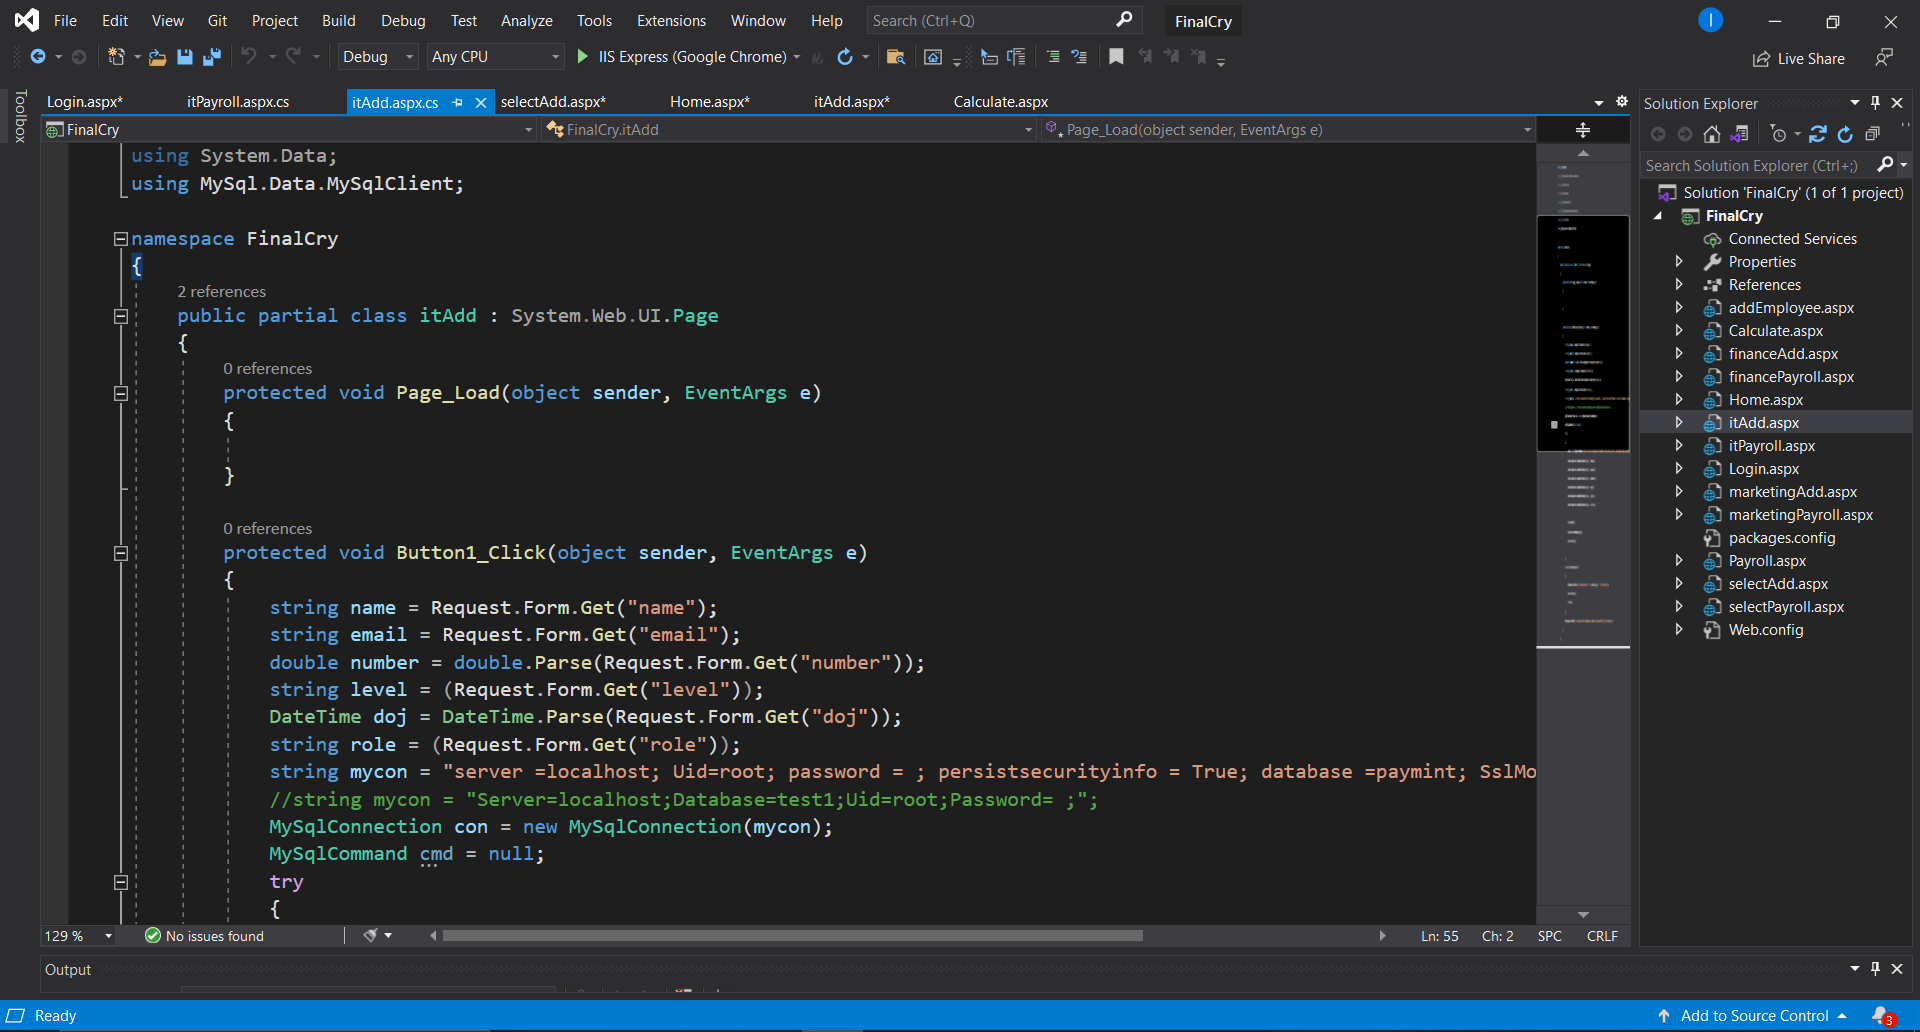 File Edit View Git Project Build Debug Test Analyze Tools Extensions Window Help Search (Ctrl+Q) FinalCry I
Debug Any CPU IIS Express (Google Chrome) Live Share
Toolbox
Login.aspx* itPayroll.aspx.cs itAdd.aspx.cs selectAdd.aspx* Home.aspx* itAdd.aspx* Calculate.aspx
FinalCry FinalCry.itAdd Page_Load(object sender, EventArgs e)
using System.Data;
using MySql.Data.MySqlClient;
namespace FinalCry
{
2 references
public partial class itAdd : System.Web.UI.Page
{
0 references
protected void Page_Load(object sender, EventArgs e)
{
}
0 references
protected void Button1_Click(object sender, EventArgs e)
{
string name = Request.Form.Get("name");
string email = Request.Form.Get("email");
double number = double.Parse(Request.Form.Get("number"));
string level = (Request.Form.Get("level"));
DateTime doj = DateTime.Parse(Request.Form.Get("doj"));
string role = (Request.Form.Get("role"));
string mycon = "server =localhost; Uid=root; password = ; persistsecurityinfo = True; database =paymint; SslMo
//string mycon = "Server=localhost;Database=test1;Uid=root;Password= ;";
MySqlConnection con = new MySqlConnection(mycon);
MySqlCommand cmd = null;
try
{
129 % No issues found Ln: 55 Ch: 2 SPC CRLF
Solution Explorer
Search Solution Explorer (Ctrl+;)
Solution 'FinalCry' (1 of 1 project)
FinalCry
Connected Services
Properties
References
addEmployee.aspx
Calculate.aspx
financeAdd.aspx
financePayroll.aspx
Home.aspx
itAdd.aspx
itPayroll.aspx
Login.aspx
marketingAdd.aspx
marketingPayroll.aspx
packages.config
Payroll.aspx
selectAdd.aspx
selectPayroll.aspx
Web.config
Output
Ready Add to Source Control 3